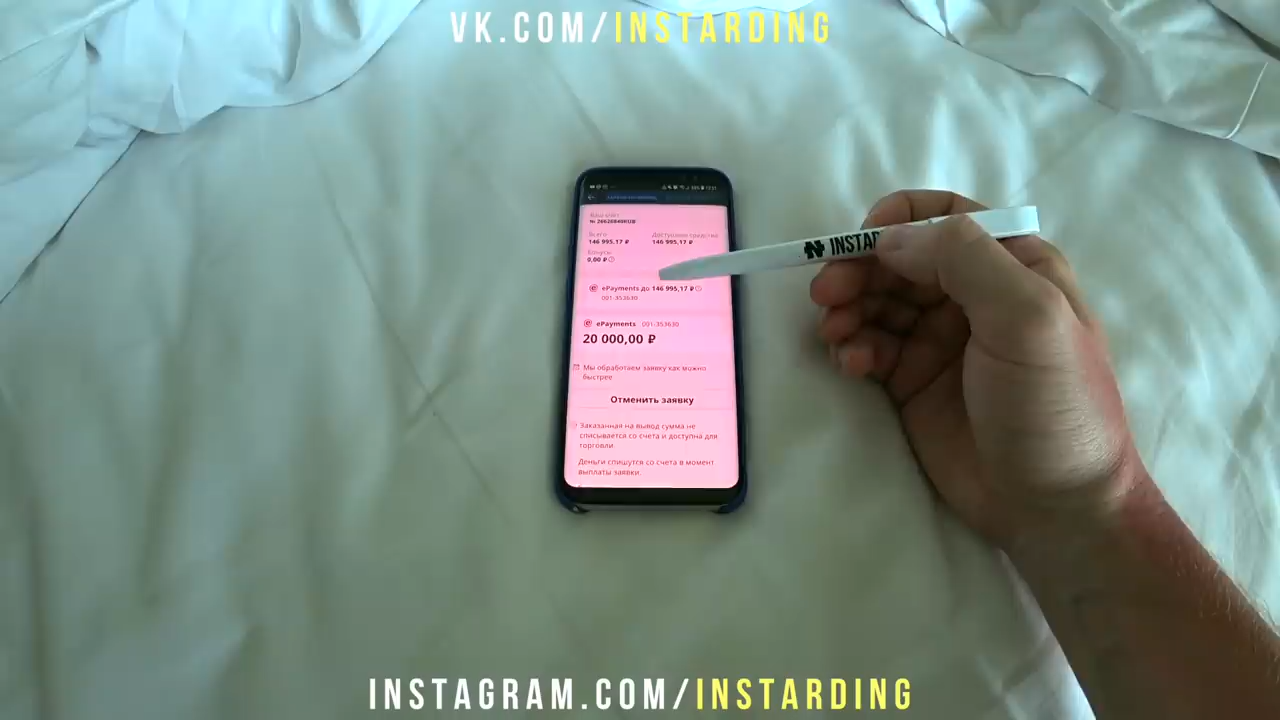 VK.COM/INSTARDING
Ваш счет
Всего
Доступные средства
146 995,17 ₽
146 995,17 ₽
Бонусы
0,00 ₽
ePayments до 146 995,17 ₽
001-353630
INSTAR
ePayments 001-353630
20 000,00 ₽
Мы обработаем заявку как можно
быстрее
Отменить заявку
Заказанная на вывод сумма не
списывается со счета и доступна для
торговли.
Деньги спишутся со счета в момент
выплаты заявки.
INSTAGRAM.COM/INSTARDING